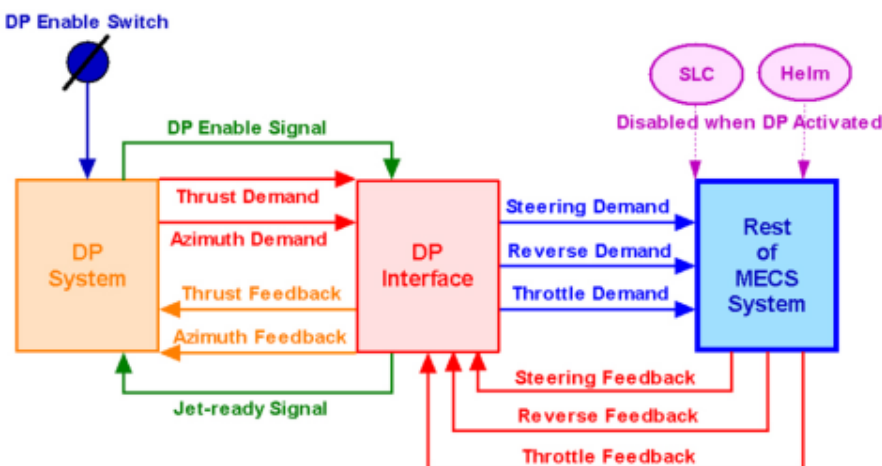 DP Enable Switch
SLC
Helm
Disabled when DP Activated
DP Enable Signal
Thrust Demand
Azimuth Demand
DP
System
DP
Interface
Steering Demand
Reverse Demand
Throttle Demand
Rest
of
MECS
System
Thrust Feedback
Azimuth Feedback
Jet-ready Signal
Steering Feedback
Reverse Feedback
Throttle Feedback